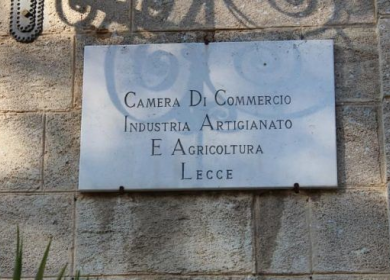 Camera Di Commercio
Industria Artigianato
E Agricoltura
Lecce